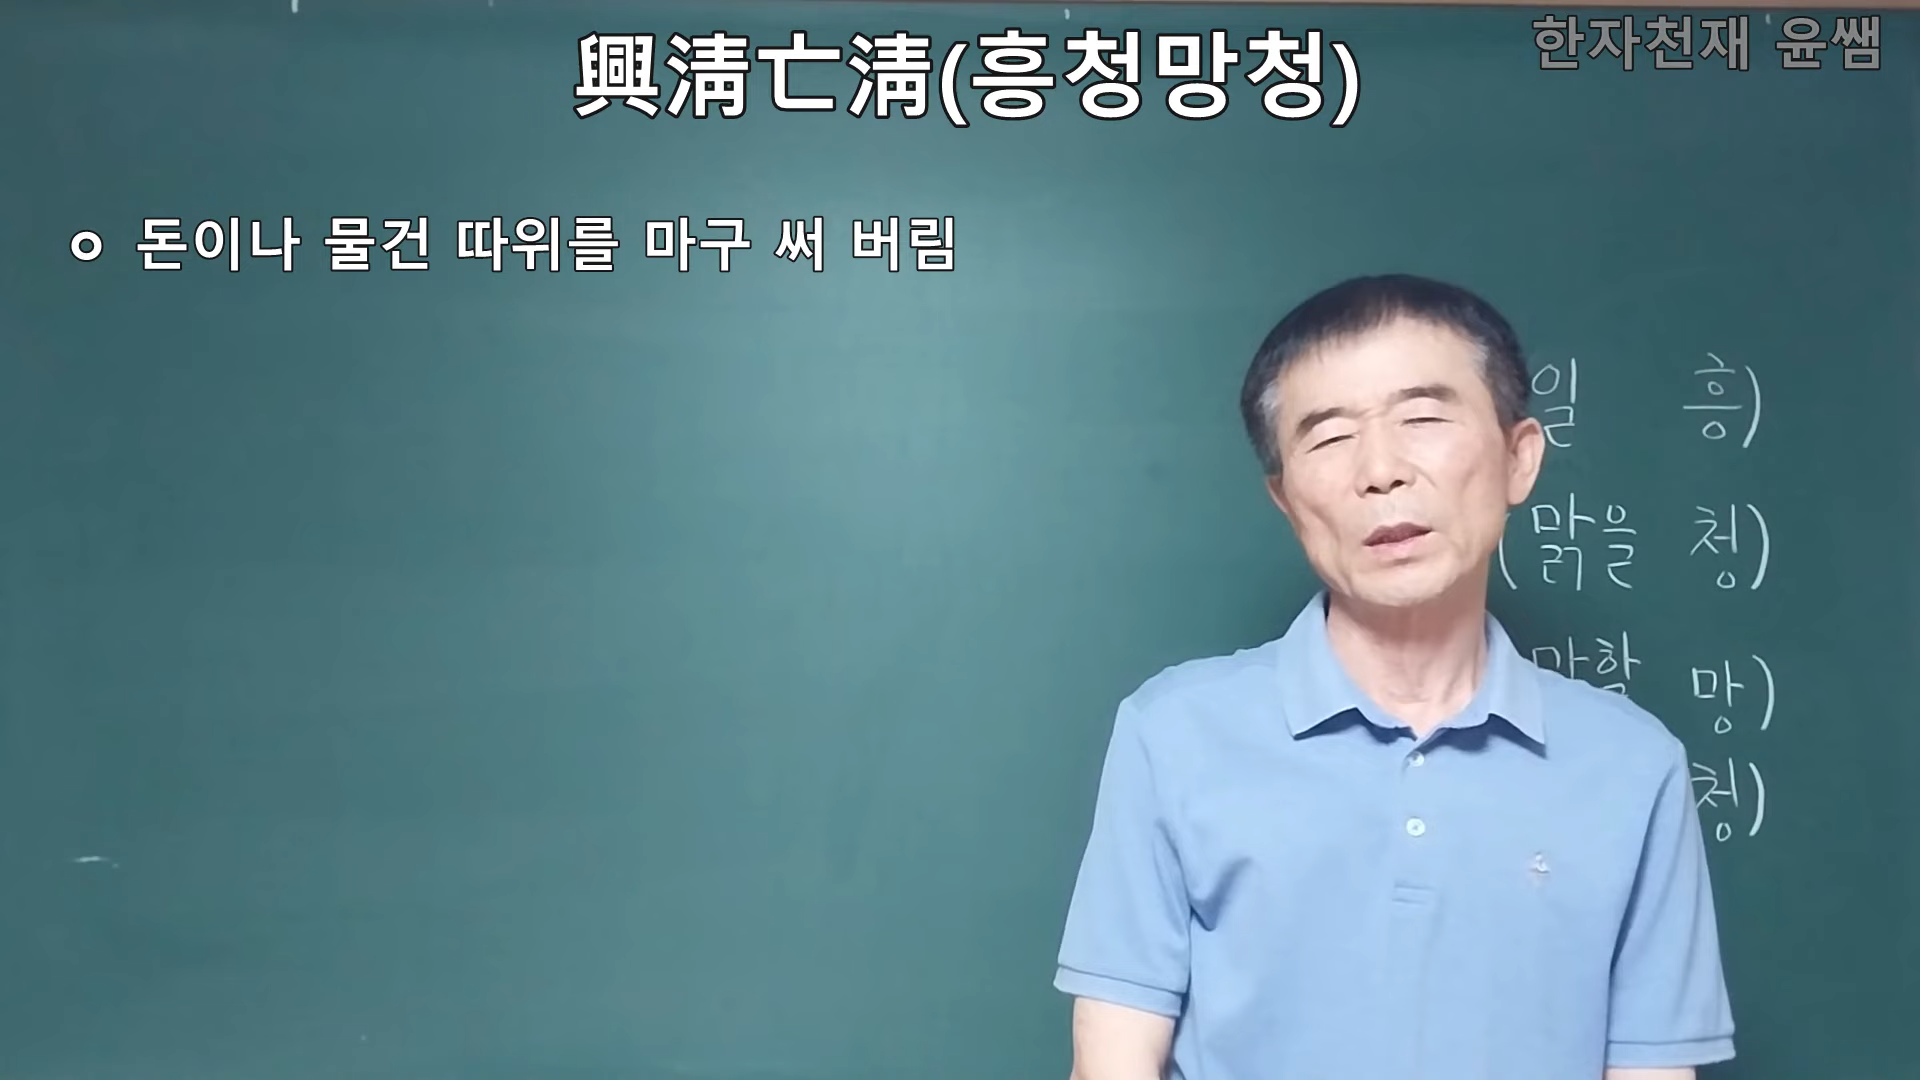 興淸亡淸(흥청망청)
한자천재 윤쌤
ㅇ 돈이나 물건 따위를 마구 써 버림
일 흥)
(맑을 청)
망할 망)
청)